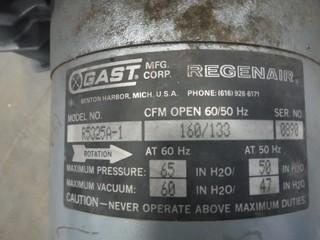 GAST. MFG. CORP. REGENAIR
BENTON HARBOR, MICH. U.S.A. PHONE: (616) 926-6171
MODEL NO. CFM OPEN 60/50 Hz SER. NO.
R5325A-1 160/133 0890
ROTATION AT 60 Hz AT 50 Hz
MAXIMUM PRESSURE: 65 IN H2O/ 50 IN H2O
MAXIMUM VACUUM: 60 IN H2O/ 47 IN H2O
CAUTION—NEVER OPERATE ABOVE MAXIMUM DUTIES.